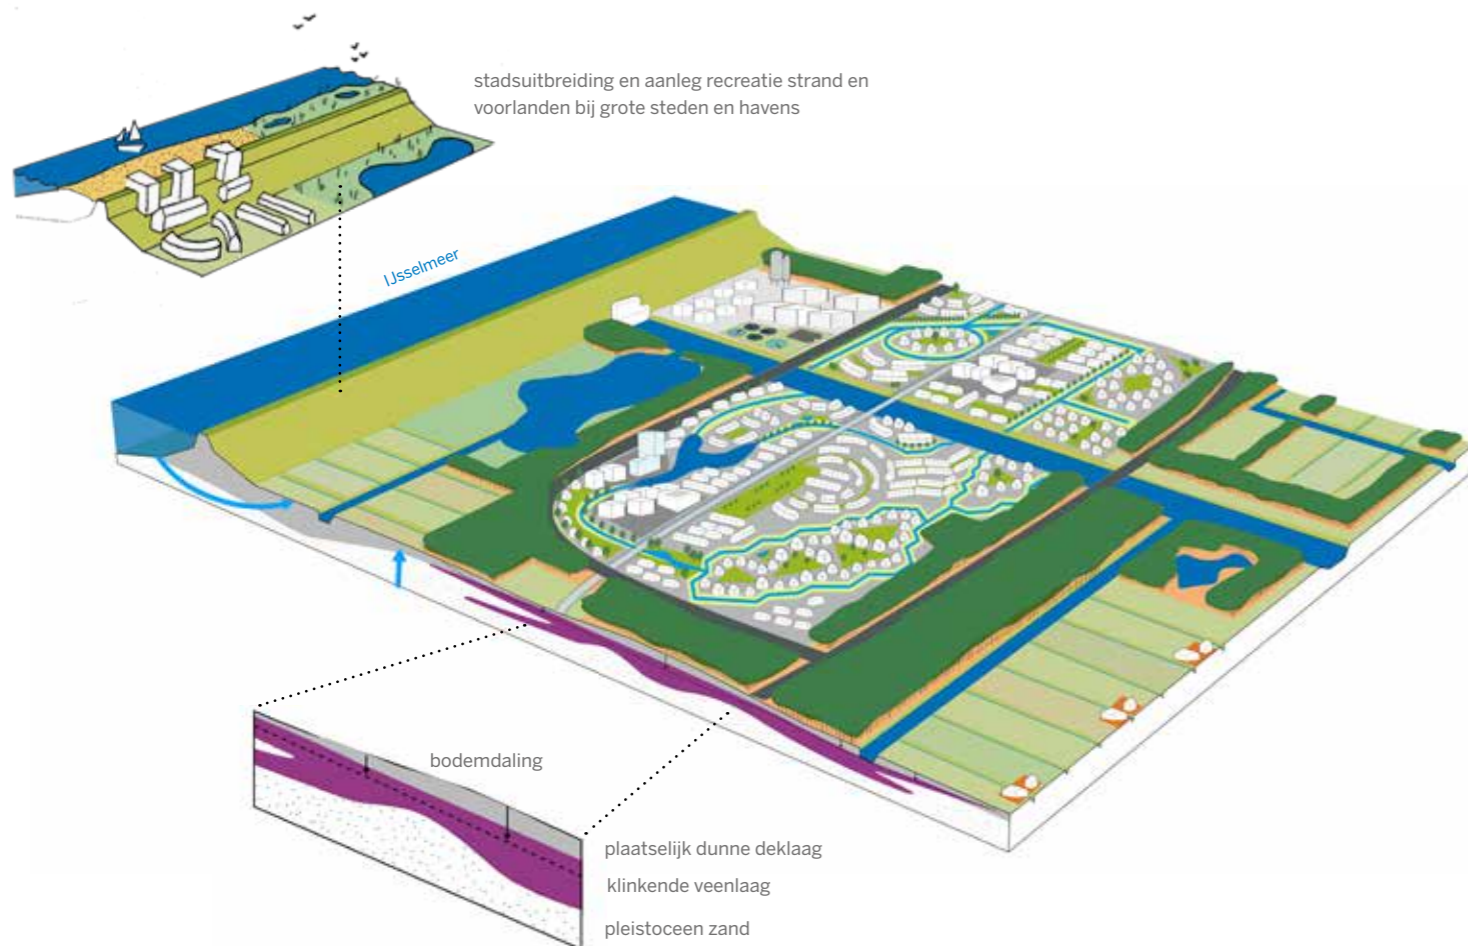 stadsuitbreiding en aanleg recreatie strand en
voorlanden bij grote steden en havens
IJsselmeer
bodemdaling
plaatselijk dunne deklaag
klinkende veenlaag
pleistoceen zand